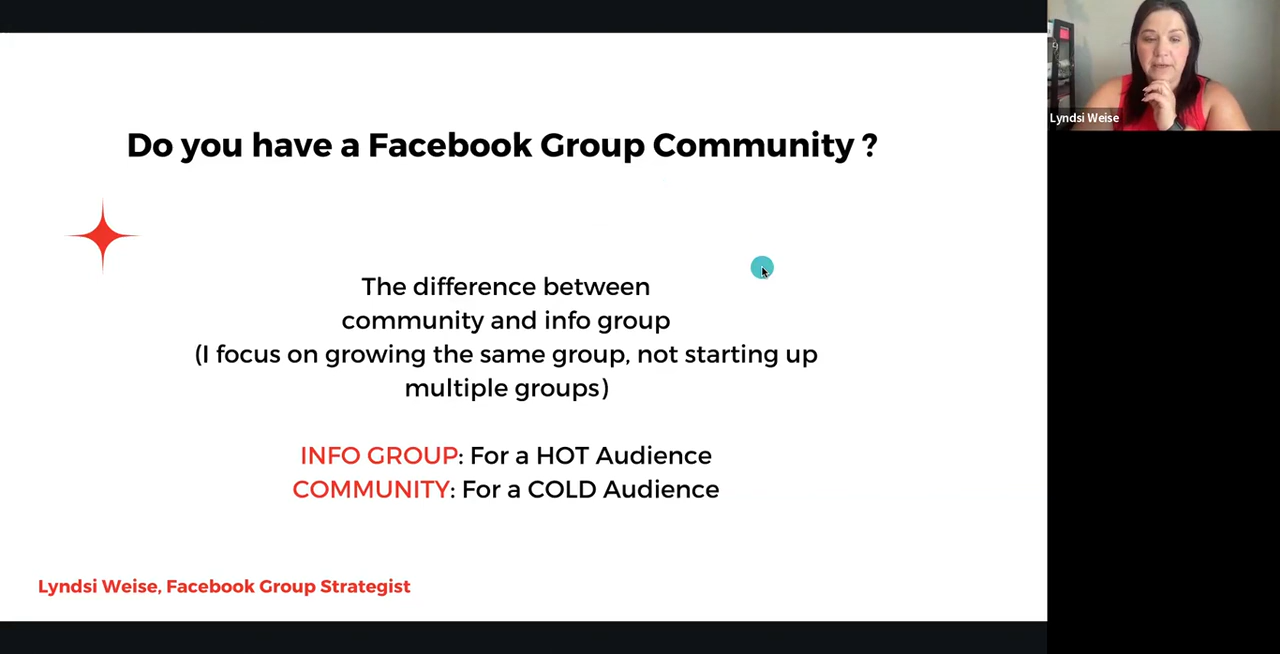 Do you have a Facebook Group Community ?
The difference between
community and info group
(I focus on growing the same group, not starting up
multiple groups)
INFO GROUP: For a HOT Audience
COMMUNITY: For a COLD Audience
Lyndsi Weise, Facebook Group Strategist
Lyndsi Weise